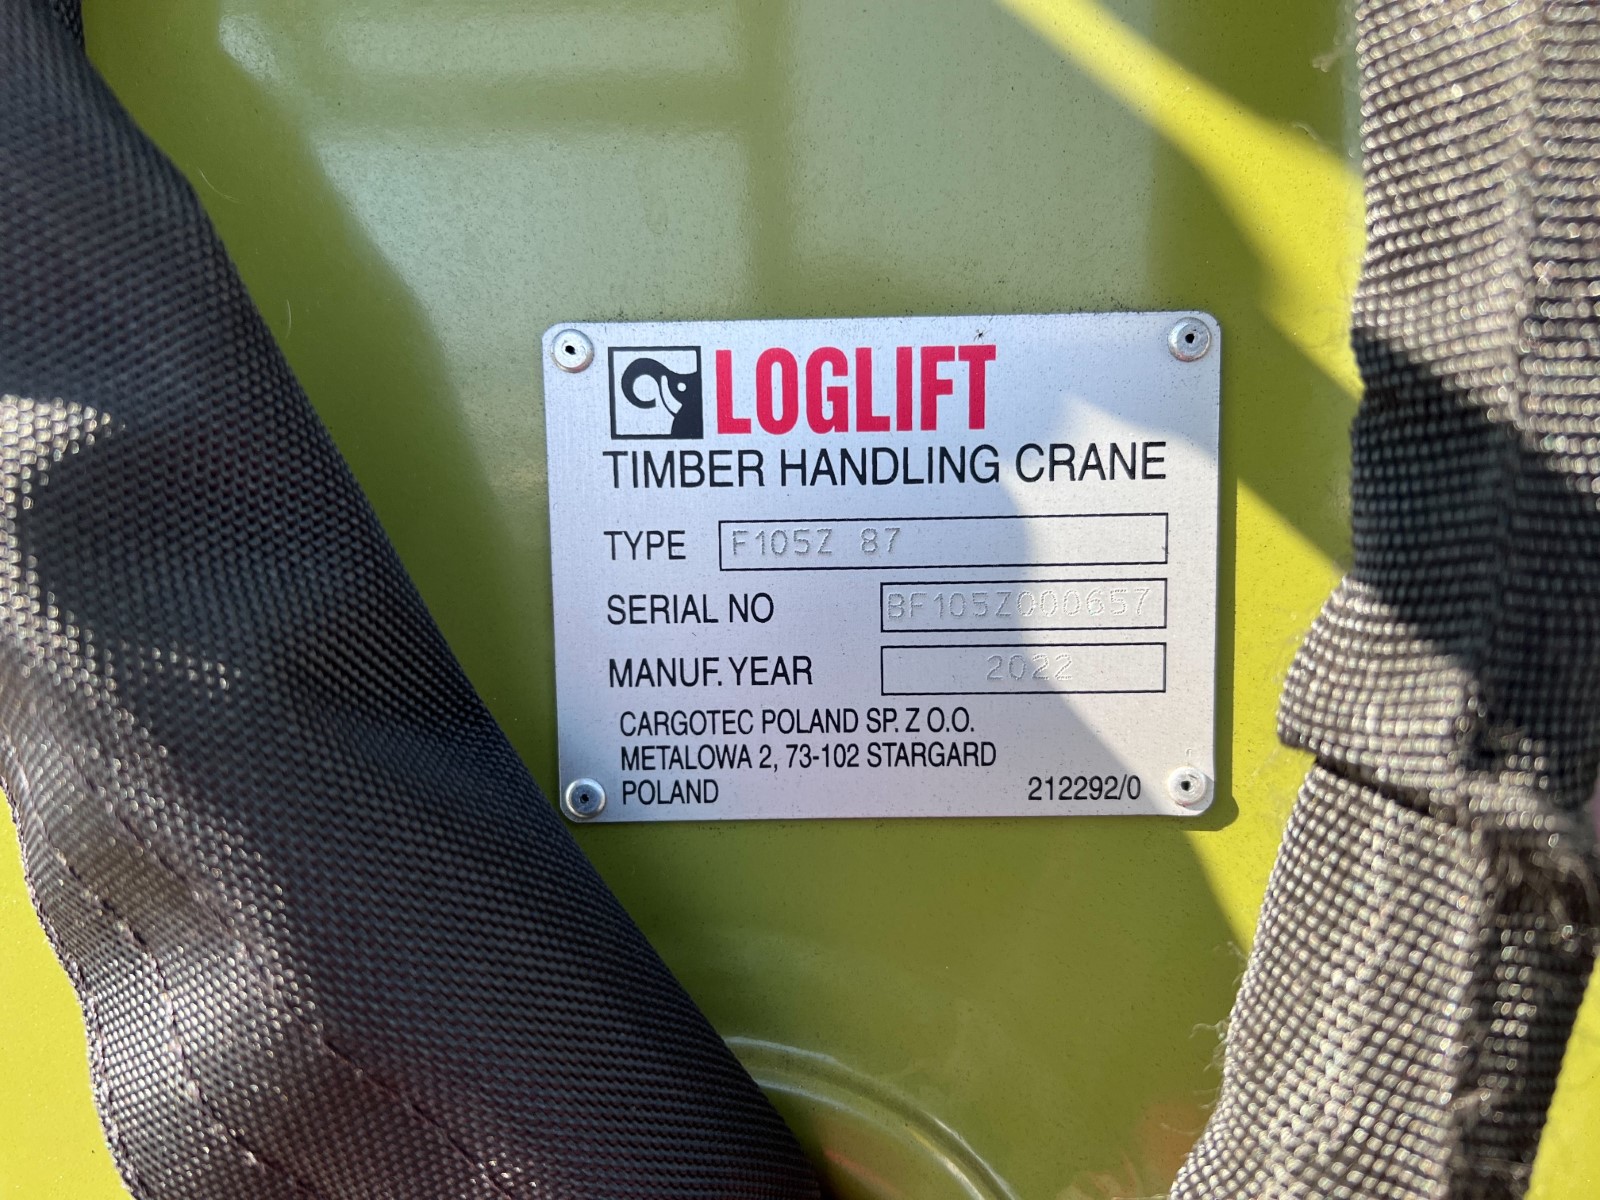 LOGLIFT
TIMBER HANDLING CRANE
TYPE F105Z 87
SERIAL NO BF105Z000657
MANUF. YEAR 2022
CARGOTEC POLAND SP. Z O.O.
METALOWA 2, 73-102 STARGARD
POLAND 212292/0